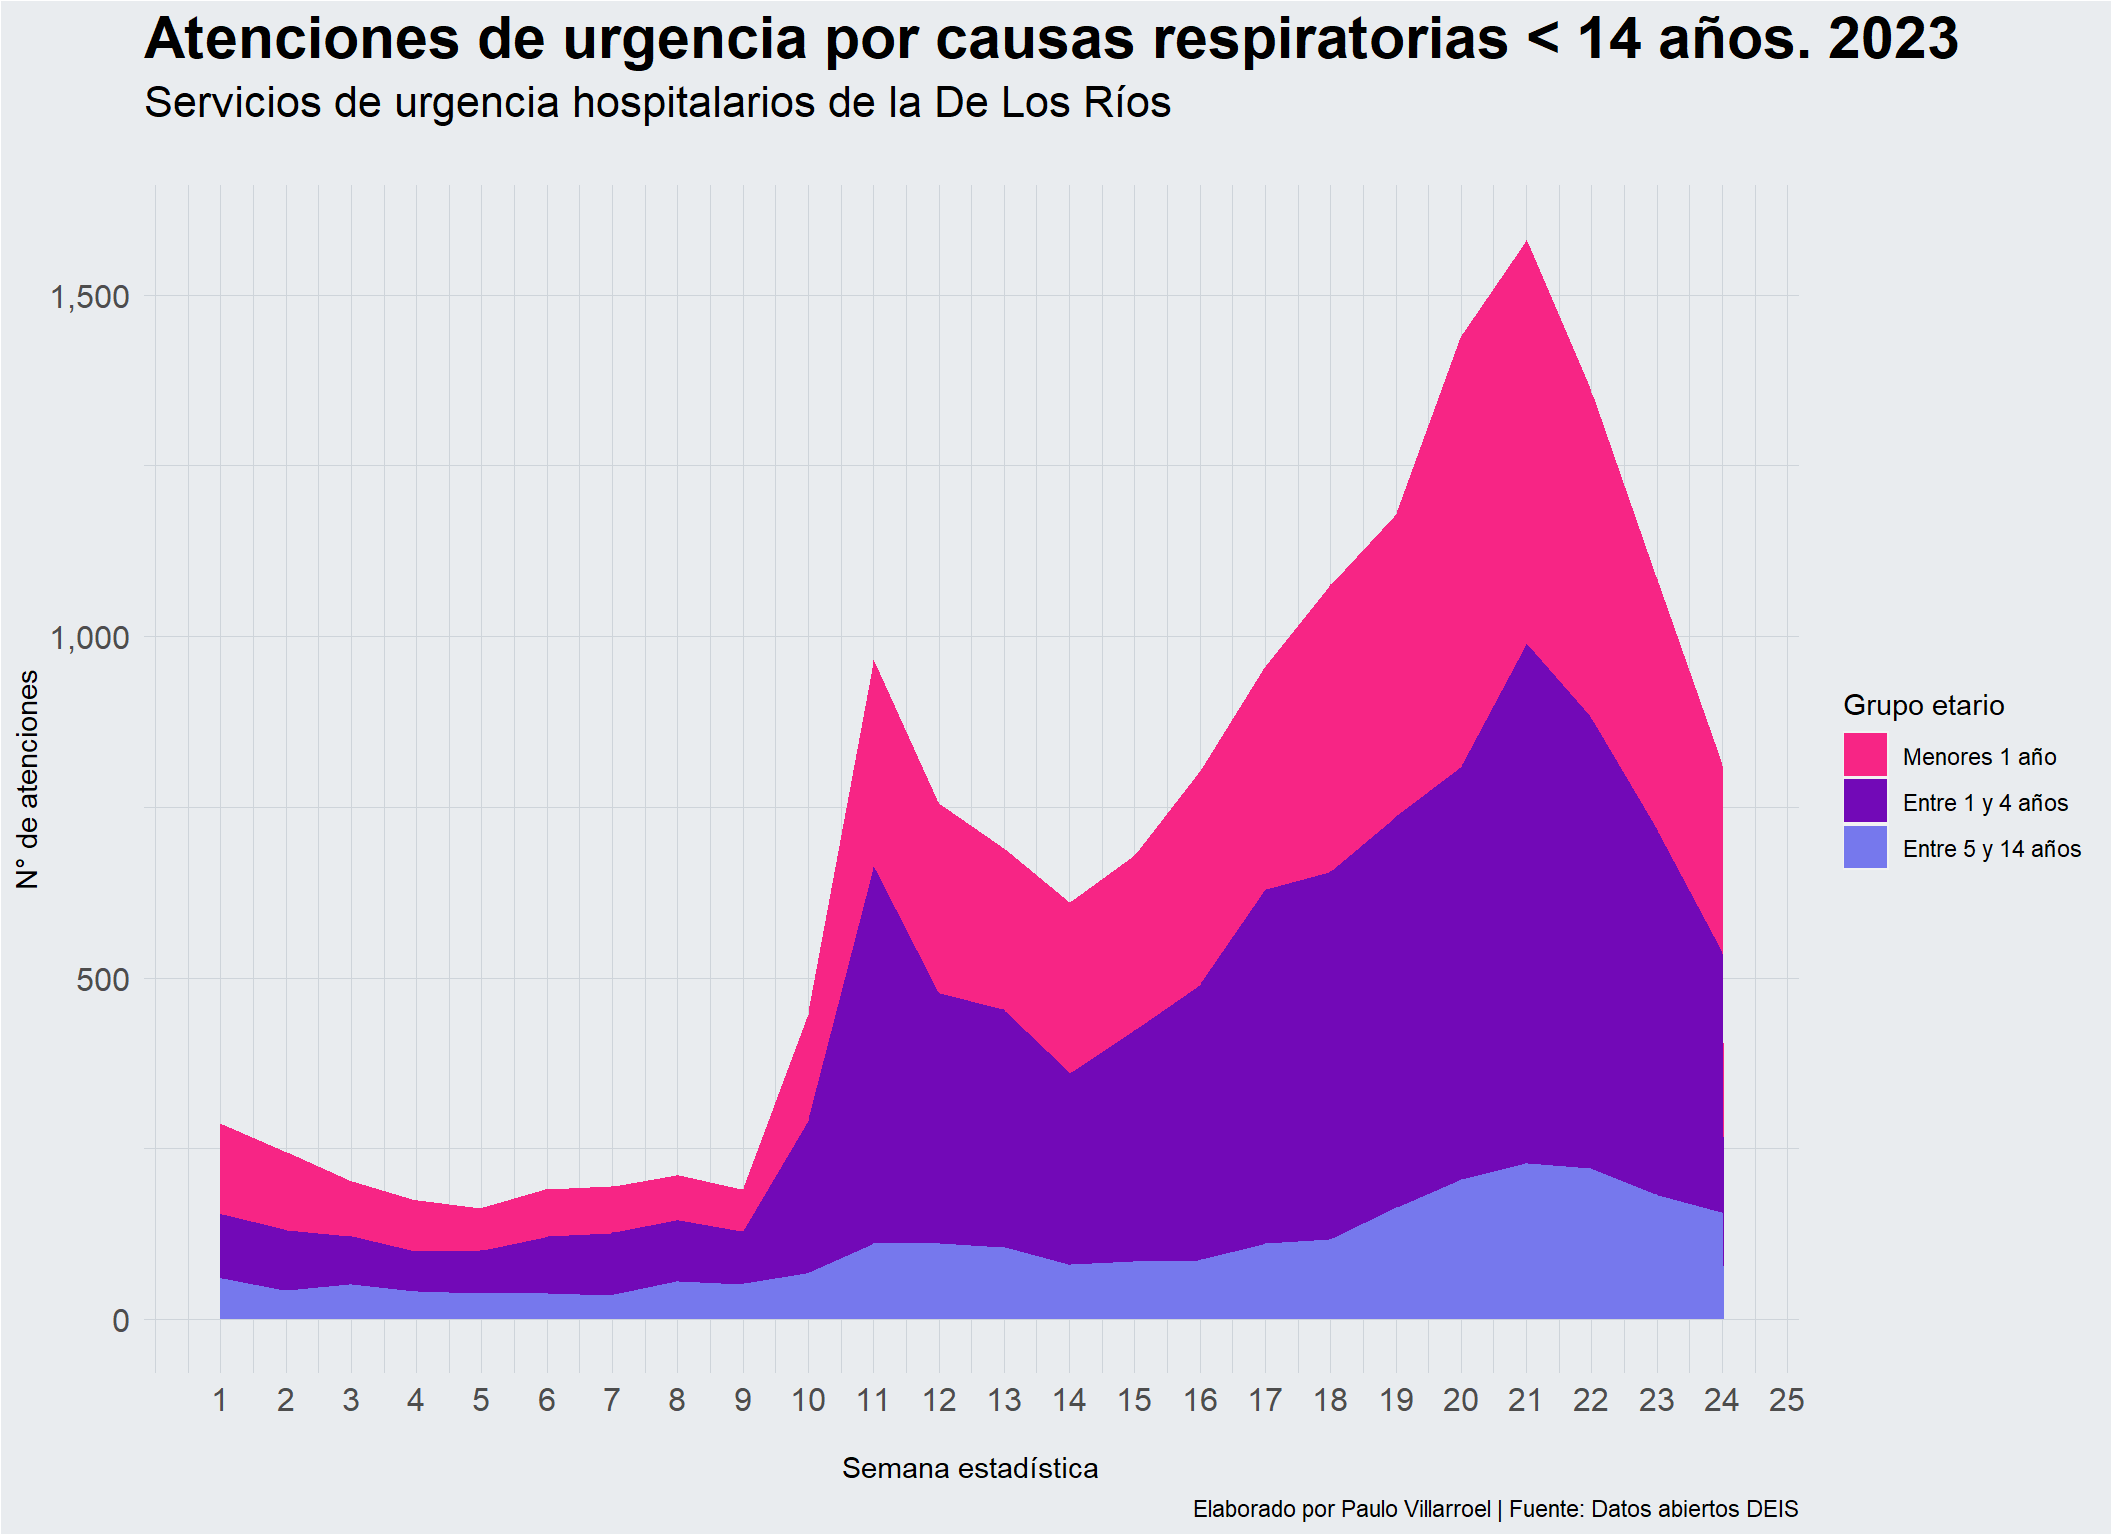 Atenciones de urgencia por causas respiratorias < 14 años. 2023
Servicios de urgencia hospitalarios de la De Los Ríos
N° de atenciones
1,500
1,000
500
0
1 2 3 4 5 6 7 8 9 10 11 12 13 14 15 16 17 18 19 20 21 22 23 24 25
Semana estadística
Grupo etario
Menores 1 año
Entre 1 y 4 años
Entre 5 y 14 años
Elaborado por Paulo Villarroel | Fuente: Datos abiertos DEIS